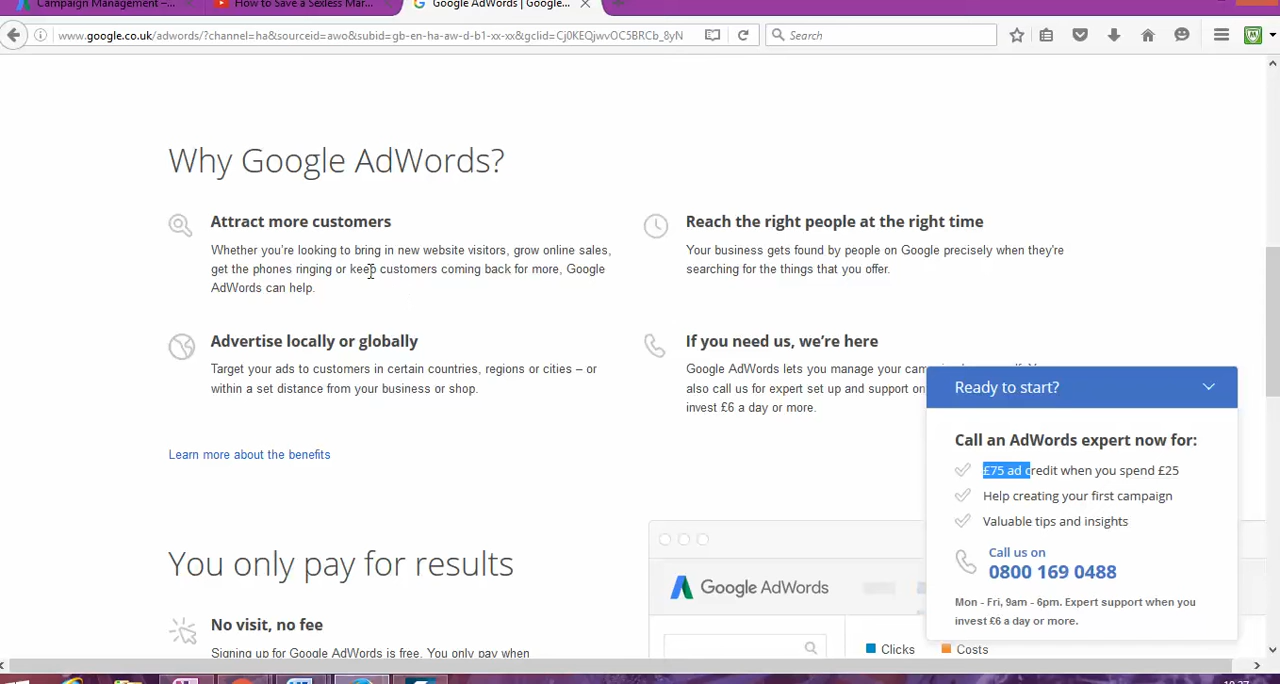 Campaign Management –...
How to Save a Sexless Mar...
Google AdWords | Google...
www.google.co.uk/adwords/?channel=ha&sourceid=awo&subid=gb-en-ha-aw-d-b1-xx-xx&gclid=Cj0KEQjwvOC5BRCb_8yN
Search
Why Google AdWords?
Attract more customers
Whether you're looking to bring in new website visitors, grow online sales,
get the phones ringing or keep customers coming back for more, Google
AdWords can help.
Reach the right people at the right time
Your business gets found by people on Google precisely when they're
searching for the things that you offer.
Advertise locally or globally
Target your ads to customers in certain countries, regions or cities – or
within a set distance from your business or shop.
If you need us, we're here
Google AdWords lets you manage your
also call us for expert set up and support on
invest £6 a day or more.
Learn more about the benefits
Ready to start?
Call an AdWords expert now for:
£75 ad credit when you spend £25
Help creating your first campaign
Valuable tips and insights
Call us on
0800 169 0488
Mon - Fri, 9am - 6pm. Expert support when you
invest £6 a day or more.
You only pay for results
No visit, no fee
Signing up for Google AdWords is free. You only pay when
Google AdWords
Clicks
Costs